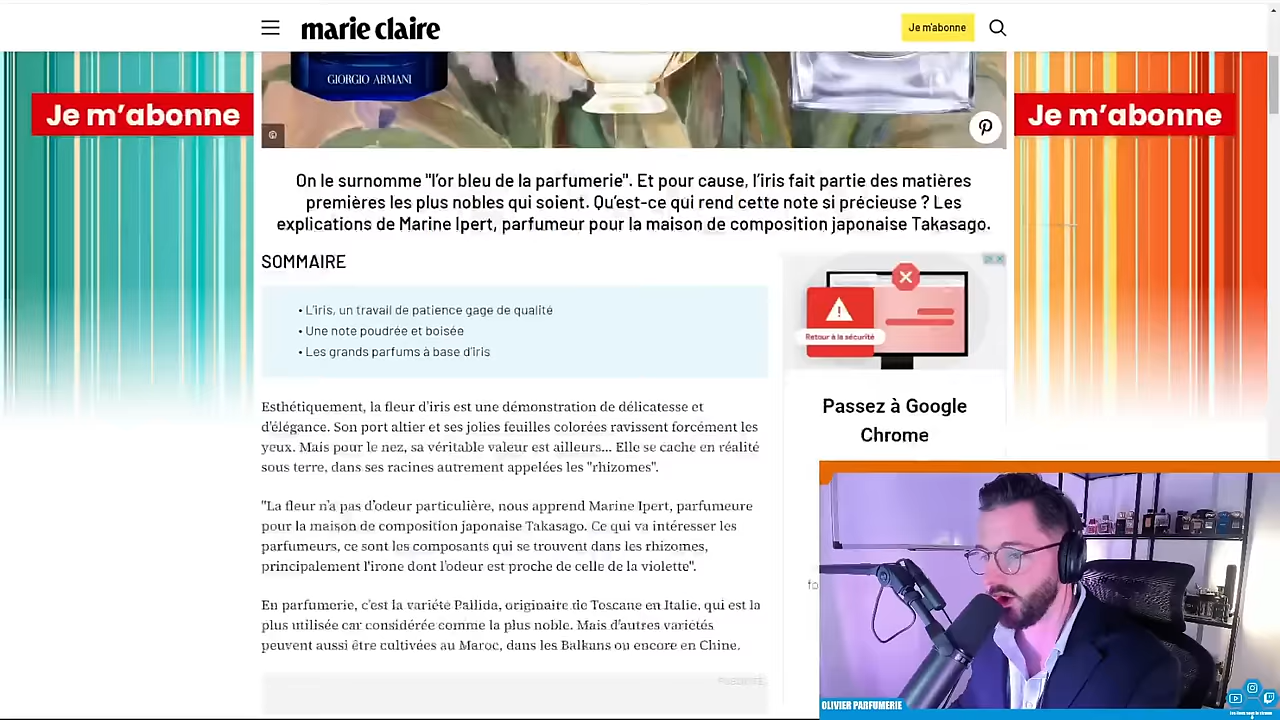 marie claire
Je m'abonne
GIORGIO ARMANI
Je m'abonne
Je m'abonne
©
On le surnomme "l'or bleu de la parfumerie". Et pour cause, l'iris fait partie des matières
premières les plus nobles qui soient. Qu'est-ce qui rend cette note si précieuse ? Les
explications de Marine Ipert, parfumeur pour la maison de composition japonaise Takasago.
SOMMAIRE
• L'iris, un travail de patience gage de qualité
• Une note poudrée et boisée
• Les grands parfums à base d'iris
Esthétiquement, la fleur d'iris est une démonstration de délicatesse et
d'élégance. Son port altier et ses jolies feuilles colorées ravissent forcément les
yeux. Mais pour le nez, sa véritable valeur est ailleurs... Elle se cache en réalité
sous terre, dans ses racines autrement appelées les "rhizomes".
"La fleur n'a pas d'odeur particulière, nous apprend Marine Ipert, parfumeure
pour la maison de composition japonaise Takasago. Ce qui va intéresser les
parfumeurs, ce sont les composants qui se trouvent dans les rhizomes,
principalement l'irone dont l'odeur est proche de celle de la violette".
En parfumerie, c'est la variété Pallida, originaire de Toscane en Italie, qui est la
plus utilisée car considérée comme la plus noble. Mais d'autres variétés
peuvent aussi être cultivées au Maroc, dans les Balkans ou encore en Chine.
PUBLICITÉ
Retour à la sécurité
Passez à Google
Chrome
fo
OLIVIER PARFUMERIE